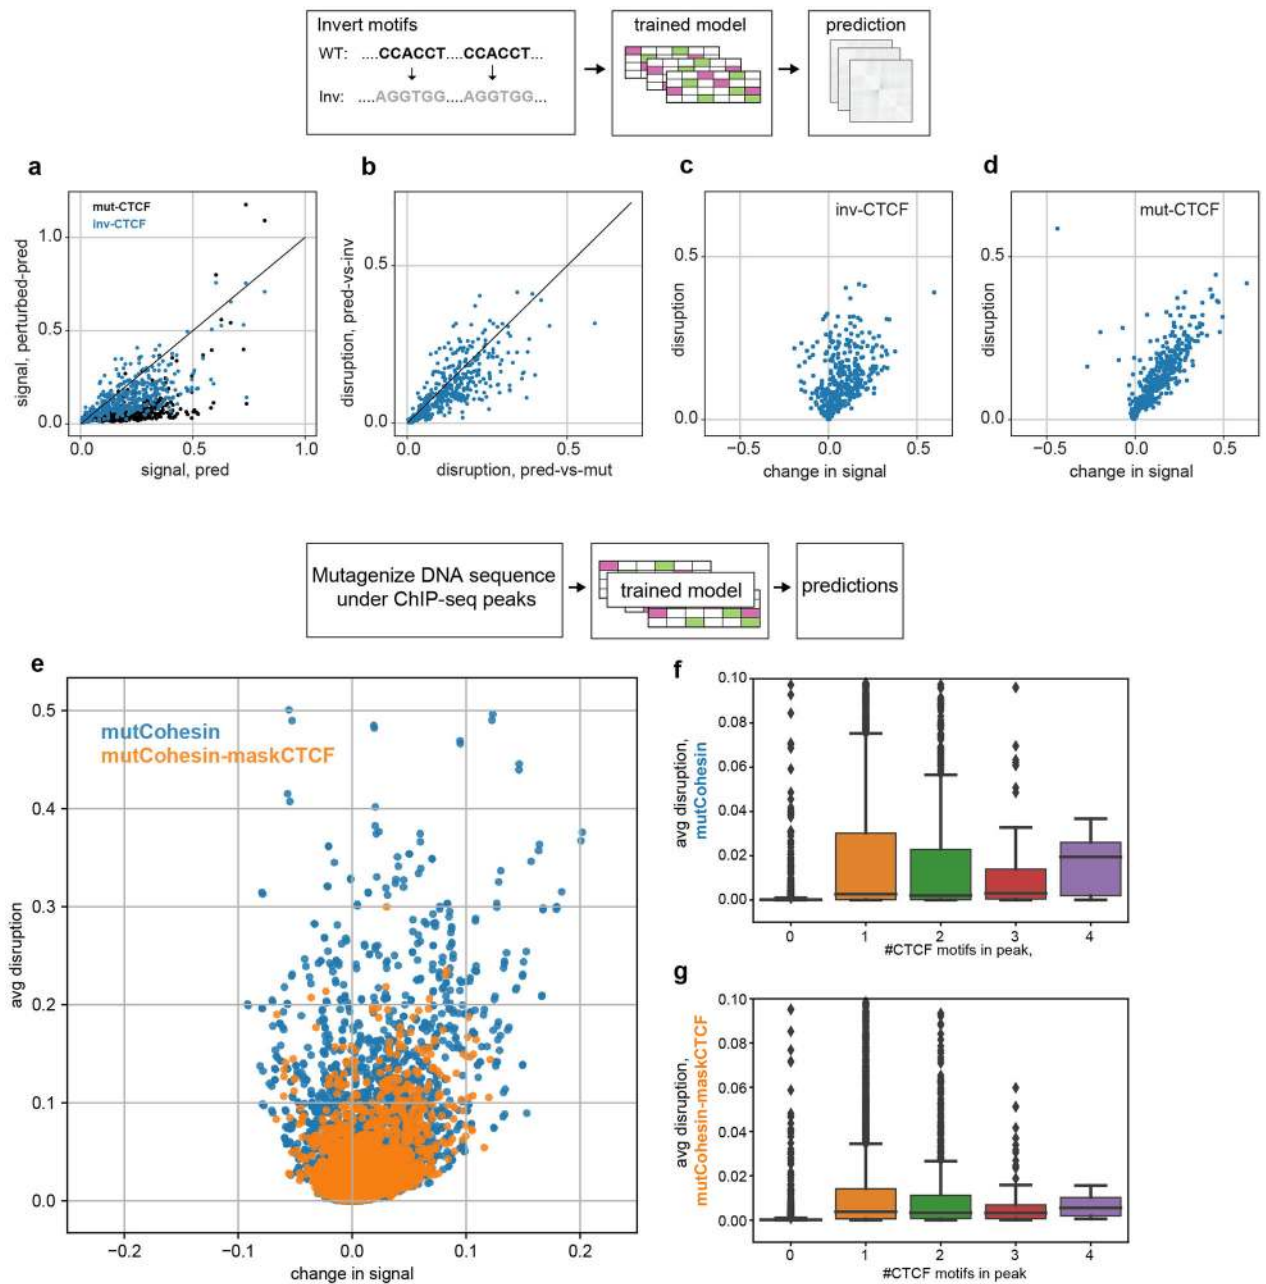 Invert motifs
WT: ....CCACCT....CCACCT...
Inv: ....AGGTGG....AGGTGG...
trained model
prediction
a
mut-CTCF
inv-CTCF
signal, perturbed-pred
1.0
0.5
0.0
0.0 0.5 1.0
signal, pred
b
disruption, pred-vs-inv
0.5
0.0
0.0 0.5
disruption, pred-vs-mut
c
inv-CTCF
disruption
0.5
0.0
−0.5 0.0 0.5
change in signal
d
mut-CTCF
disruption
0.5
0.0
−0.5 0.0 0.5
change in signal
Mutagenize DNA sequence
under ChIP-seq peaks
trained model
predictions
e
mutCohesin
mutCohesin-maskCTCF
avg disruption
0.5
0.4
0.3
0.2
0.1
0.0
−0.2 −0.1 0.0 0.1 0.2
change in signal
f
avg disruption,
mutCohesin
0.10
0.08
0.06
0.04
0.02
0.00
0 1 2 3 4
#CTCF motifs in peak,
g
avg disruption,
mutCohesin-maskCTCF
0.10
0.08
0.06
0.04
0.02
0.00
0 1 2 3 4
#CTCF motifs in peak